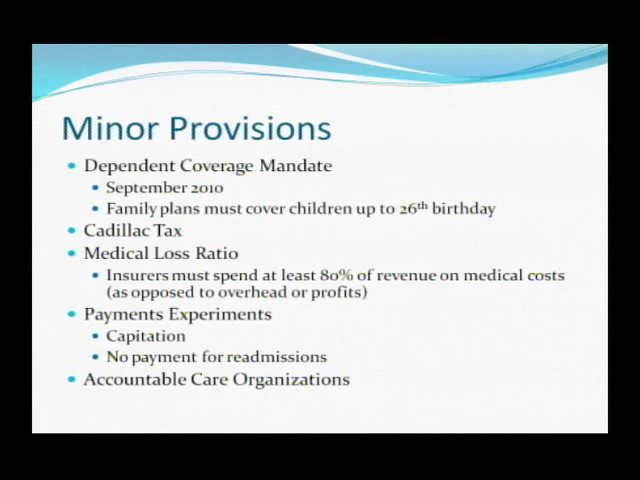 Minor Provisions
Dependent Coverage Mandate
September 2010
Family plans must cover children up to 26th birthday
Cadillac Tax
Medical Loss Ratio
Insurers must spend at least 80% of revenue on medical costs
(as opposed to overhead or profits)
Payments Experiments
Capitation
No payment for readmissions
Accountable Care Organizations